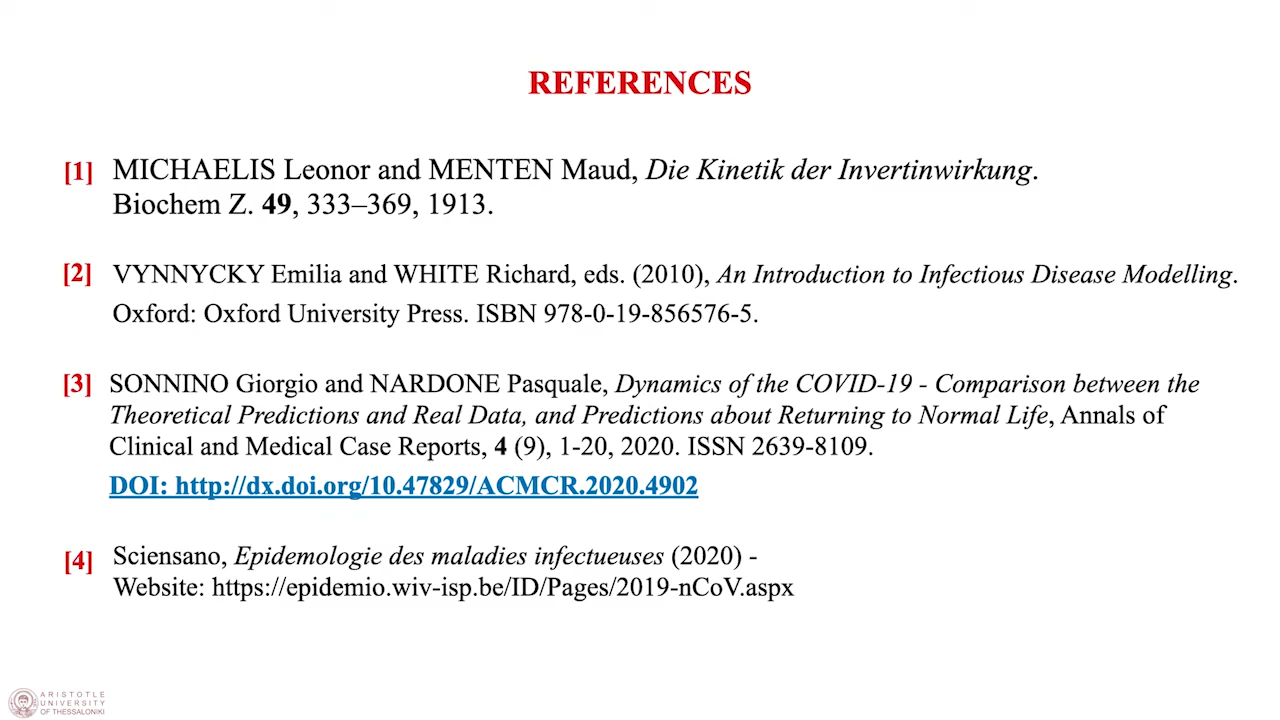 REFERENCES
[1] MICHAELIS Leonor and MENTEN Maud, Die Kinetik der Invertinwirkung.
Biochem Z. 49, 333–369, 1913.
[2] VYNNYCKY Emilia and WHITE Richard, eds. (2010), An Introduction to Infectious Disease Modelling.
Oxford: Oxford University Press. ISBN 978-0-19-856576-5.
[3] SONNINO Giorgio and NARDONE Pasquale, Dynamics of the COVID-19 - Comparison between the
Theoretical Predictions and Real Data, and Predictions about Returning to Normal Life, Annals of
Clinical and Medical Case Reports, 4 (9), 1-20, 2020. ISSN 2639-8109.
DOI: http://dx.doi.org/10.47829/ACMCR.2020.4902
[4] Sciensano, Epidemologie des maladies infectueuses (2020) -
Website: https://epidemio.wiv-isp.be/ID/Pages/2019-nCoV.aspx
ARISTOTLE
UNIVERSITY
OF THESSALONIKI